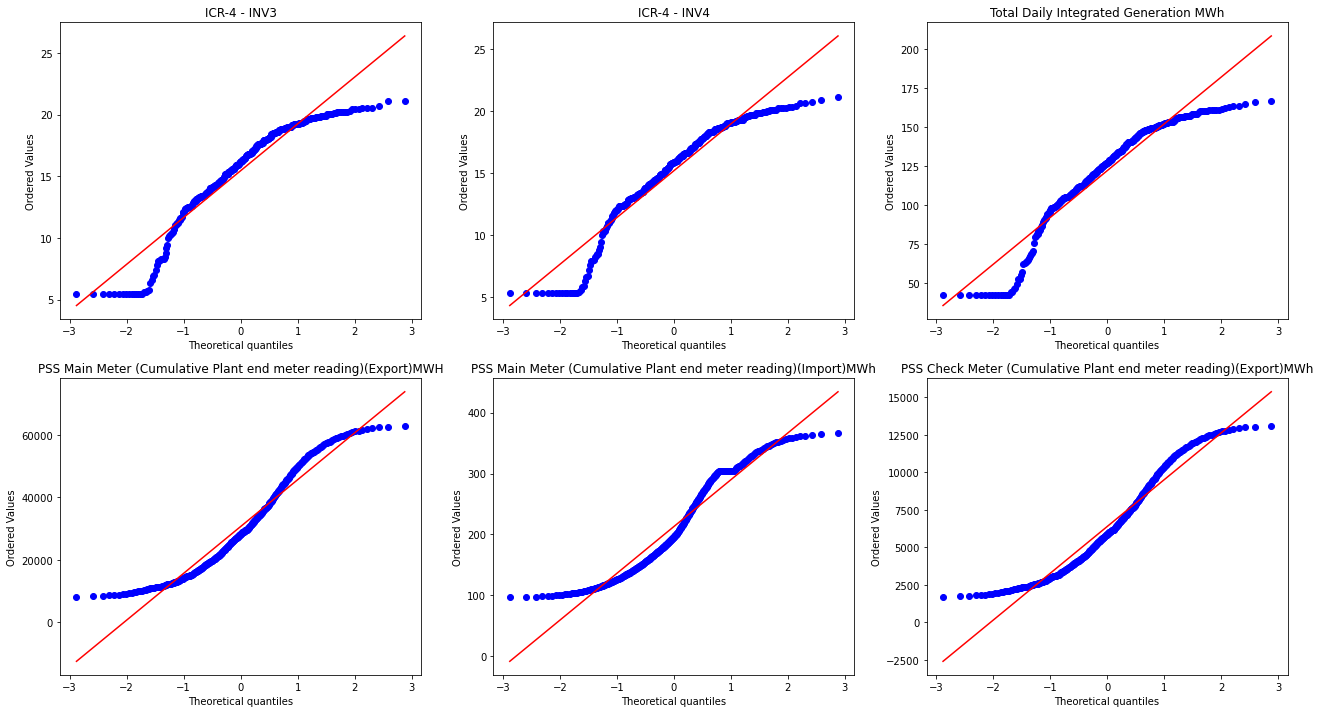 ICR-4 - INV3
Ordered Values
25
20
15
10
5
−3 −2 −1 0 1 2 3
Theoretical quantiles
ICR-4 - INV4
Ordered Values
25
20
15
10
5
−3 −2 −1 0 1 2 3
Theoretical quantiles
Total Daily Integrated Generation MWh
Ordered Values
200
175
150
125
100
75
50
−3 −2 −1 0 1 2 3
Theoretical quantiles
PSS Main Meter (Cumulative Plant end meter reading)(Export)MWH
Ordered Values
60000
40000
20000
0
−3 −2 −1 0 1 2 3
Theoretical quantiles
PSS Main Meter (Cumulative Plant end meter reading)(Import)MWh
Ordered Values
400
300
200
100
0
−3 −2 −1 0 1 2 3
Theoretical quantiles
PSS Check Meter (Cumulative Plant end meter reading)(Export)MWh
Ordered Values
15000
12500
10000
7500
5000
2500
0
−2500
−3 −2 −1 0 1 2 3
Theoretical quantiles